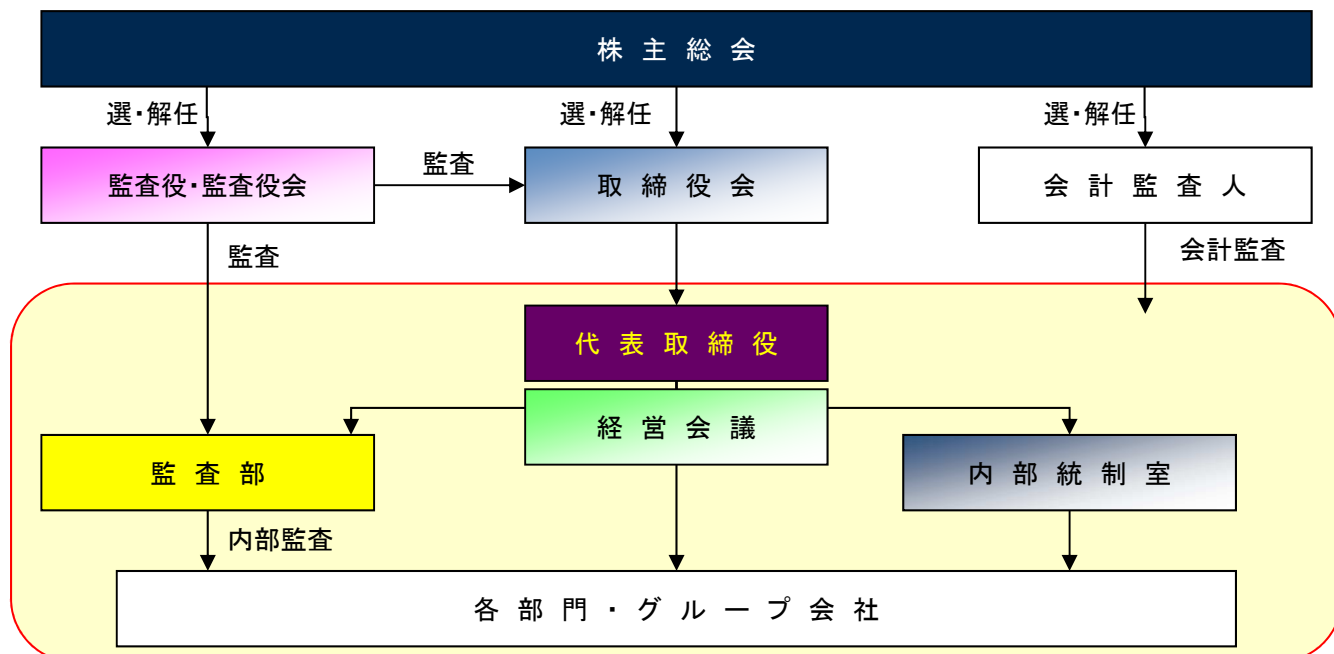 株主総会
選・解任
選・解任
選・解任
監査役・監査役会
監査
取締役会
会計監査人
監査
会計監査
代表取締役
経営会議
監査部
内部統制室
内部監査
各部門・グループ会社